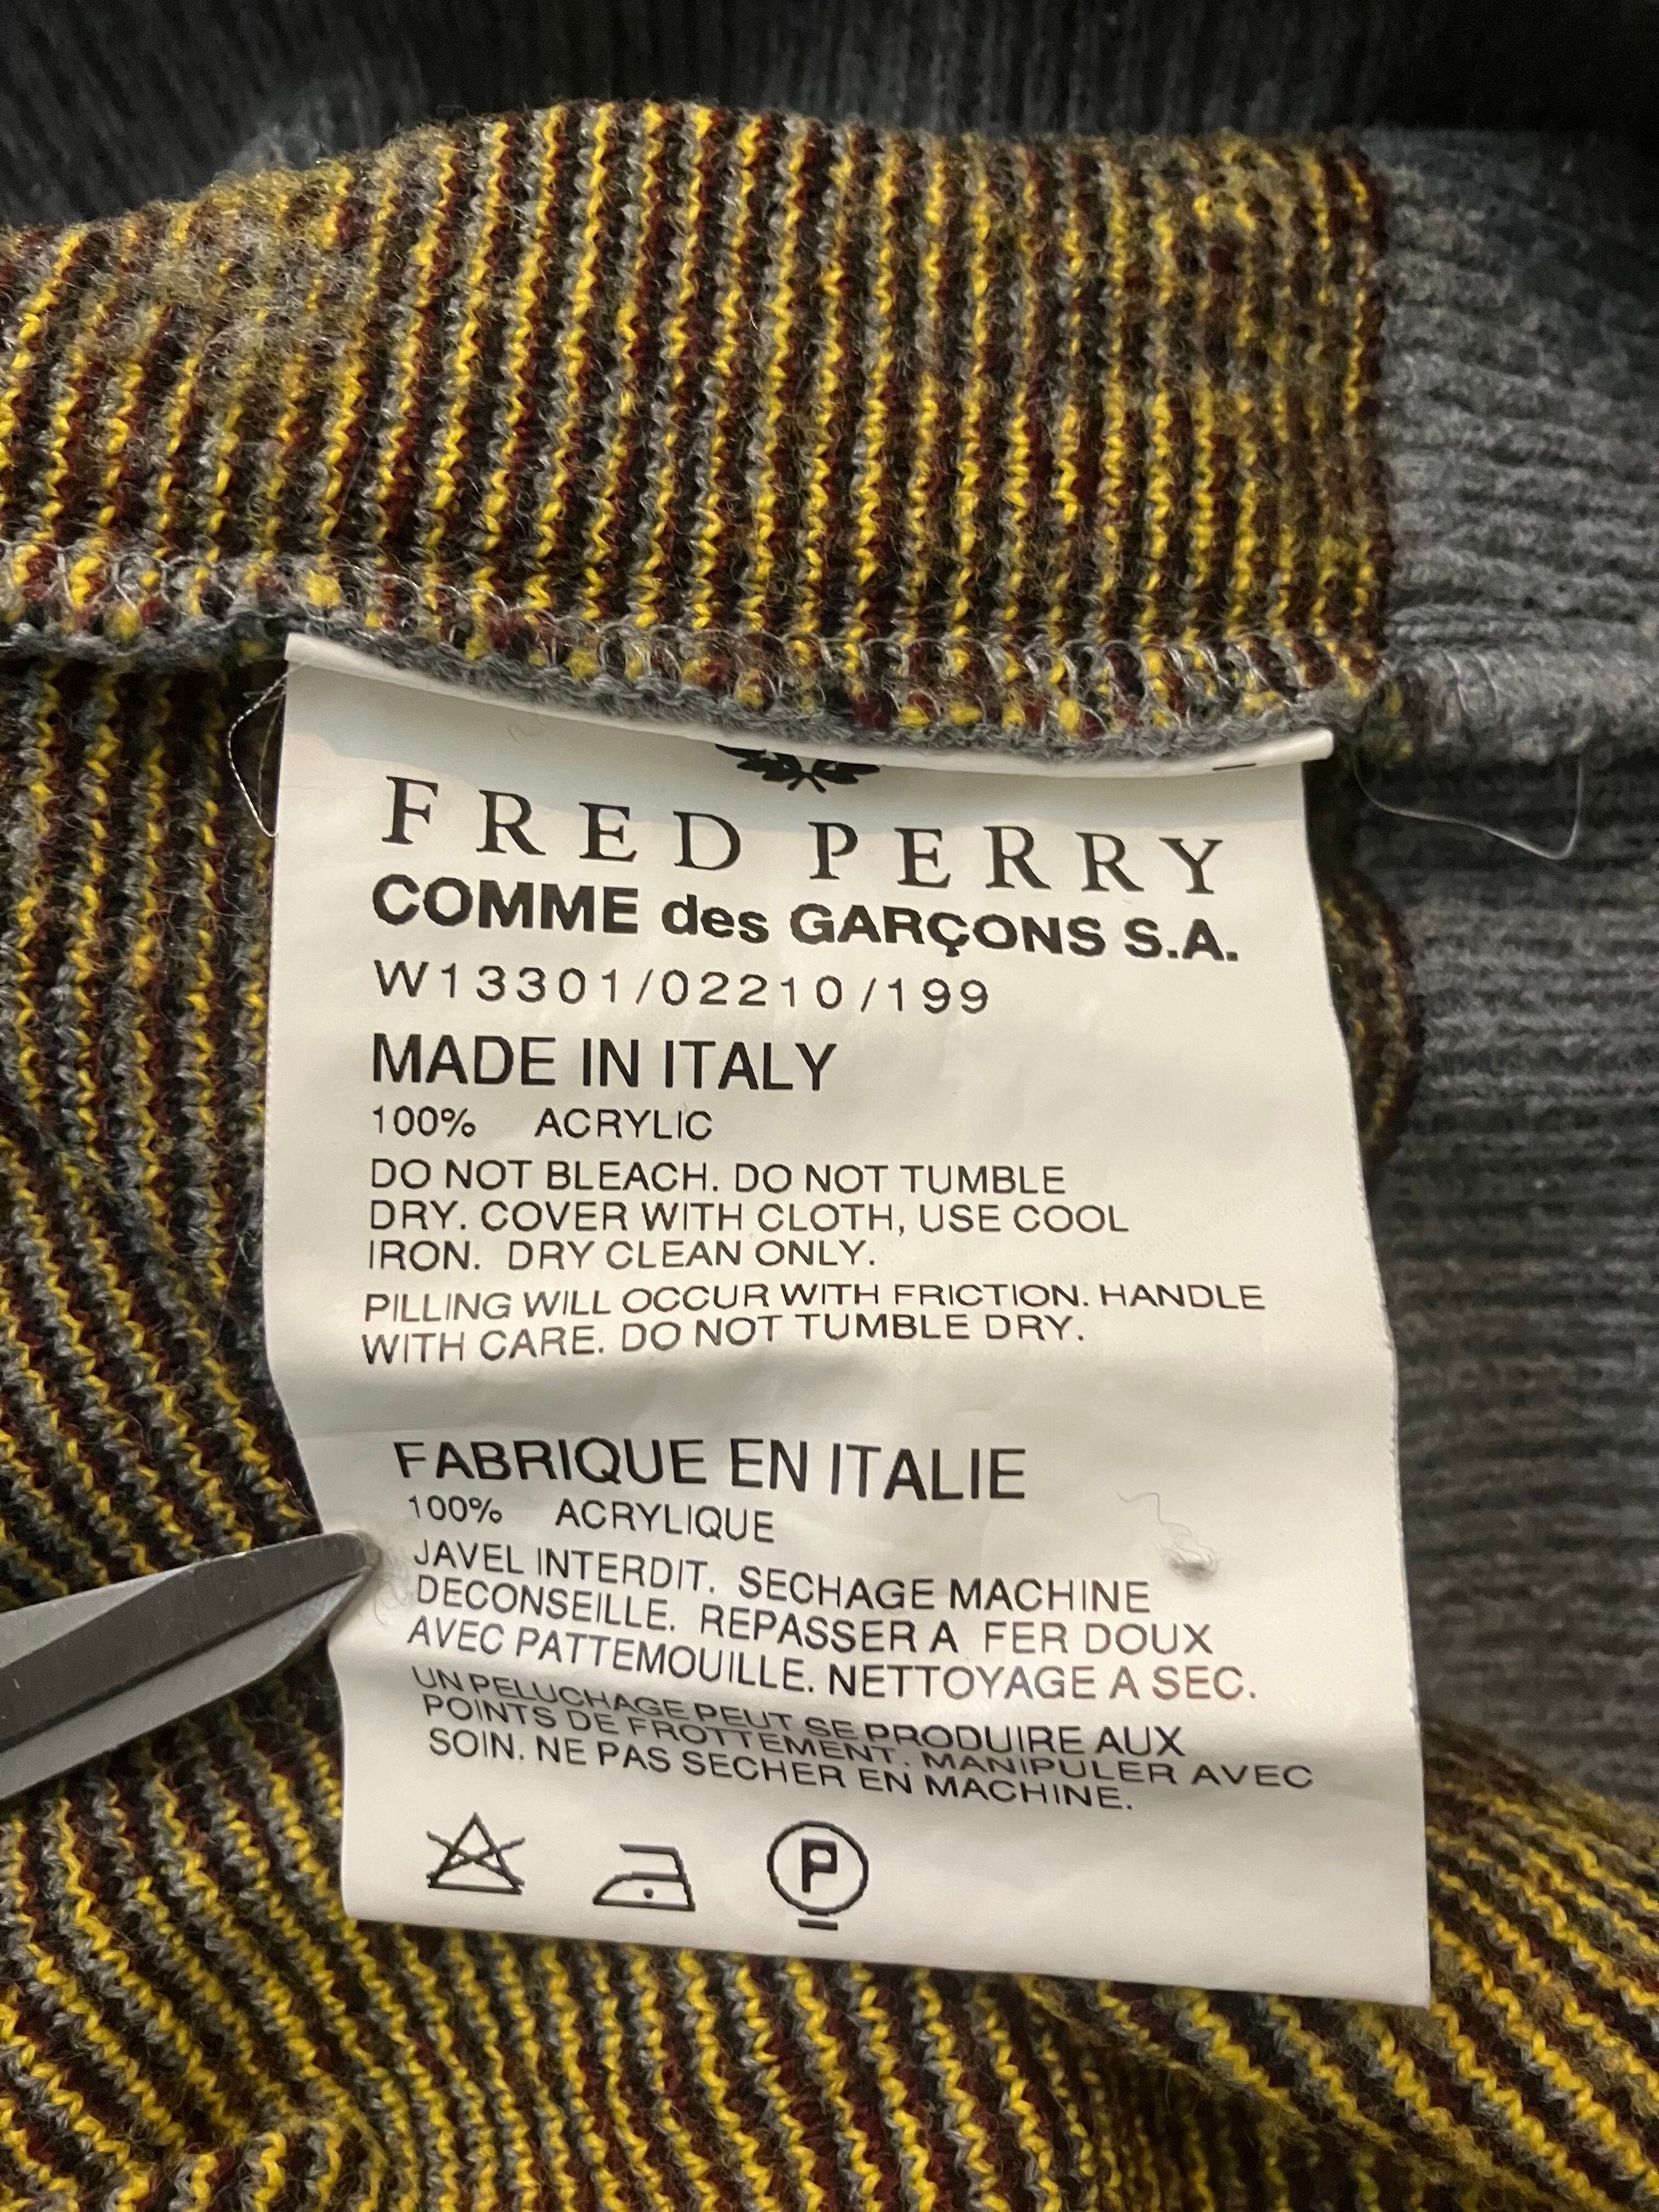 FRED PERRY
COMME des GARÇONS S.A.
W13301/02210/199
MADE IN ITALY
100% ACRYLIC
DO NOT BLEACH. DO NOT TUMBLE
DRY. COVER WITH CLOTH, USE COOL
IRON. DRY CLEAN ONLY.
PILLING WILL OCCUR WITH FRICTION. HANDLE
WITH CARE. DO NOT TUMBLE DRY.
FABRIQUE EN ITALIE
100% ACRYLIQUE
JAVEL INTERDIT. SECHAGE MACHINE
DECONSEILLE. REPASSER A FER DOUX
AVEC PATTEMOUILLE. NETTOYAGE A SEC.
UN PELUCHAGE PEUT SE PRODUIRE AUX
POINTS DE FROTTEMENT. MANIPULER AVEC
SOIN. NE PAS SECHER EN MACHINE.
P